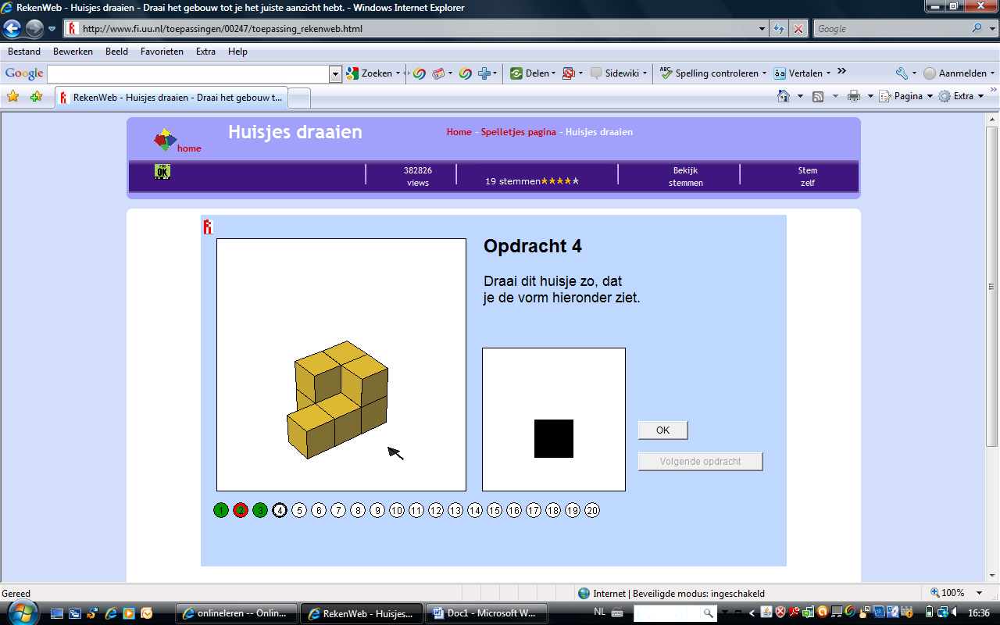 RekenWeb - Huisjes draaien - Draai het gebouw tot je het juiste aanzicht hebt. - Windows Internet Explorer
http://www.fi.uu.nl/toepassingen/00247/toepassing_rekenweb.html
Google
Bestand Bewerken Beeld Favorieten Extra Help
Google Zoeken Delen Sidewiki ABC Spelling controleren aä Vertalen » Aanmelden
RekenWeb - Huisjes draaien - Draai het gebouw t... Pagina Extra »
home
Huisjes draaien
Home - Spelletjes pagina - Huisjes draaien
OK
382826
views
19 stemmen
Bekijk
stemmen
Stem
zelf
Opdracht 4
Draai dit huisje zo, dat
je de vorm hieronder ziet.
OK
Volgende opdracht
1 2 3 4 5 6 7 8 9 10 11 12 13 14 15 16 17 18 19 20
Gereed
Internet | Beveiligde modus: ingeschakeld
100%
onlineleren -- Onlin...
RekenWeb - Huisjes...
Doc1 - Microsoft W...
NL
16:36